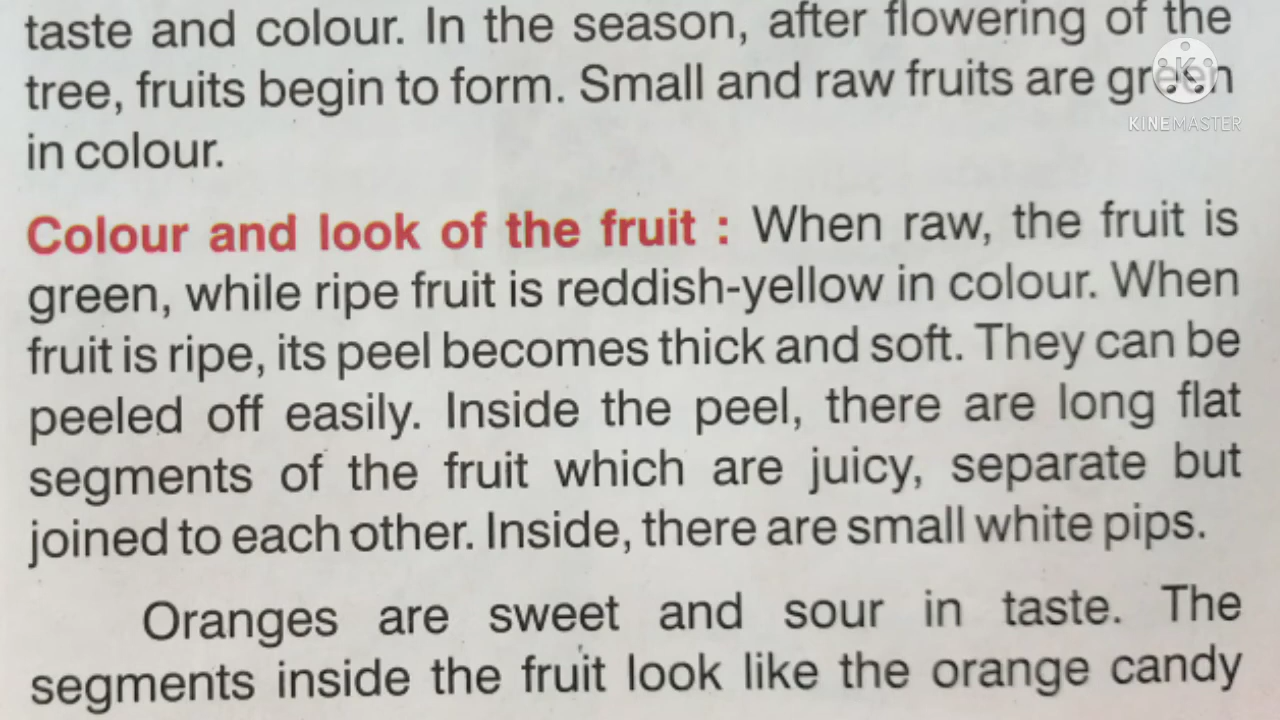 taste and colour. In the season, after flowering of the
tree, fruits begin to form. Small and raw fruits are green
in colour.
KINEMASTER
Colour and look of the fruit : When raw, the fruit is
green, while ripe fruit is reddish-yellow in colour. When
fruit is ripe, its peel becomes thick and soft. They can be
peeled off easily. Inside the peel, there are long flat
segments of the fruit which are juicy, separate but
joined to each other. Inside, there are small white pips.
Oranges are sweet and sour in taste. The
segments inside the fruit look like the orange candy